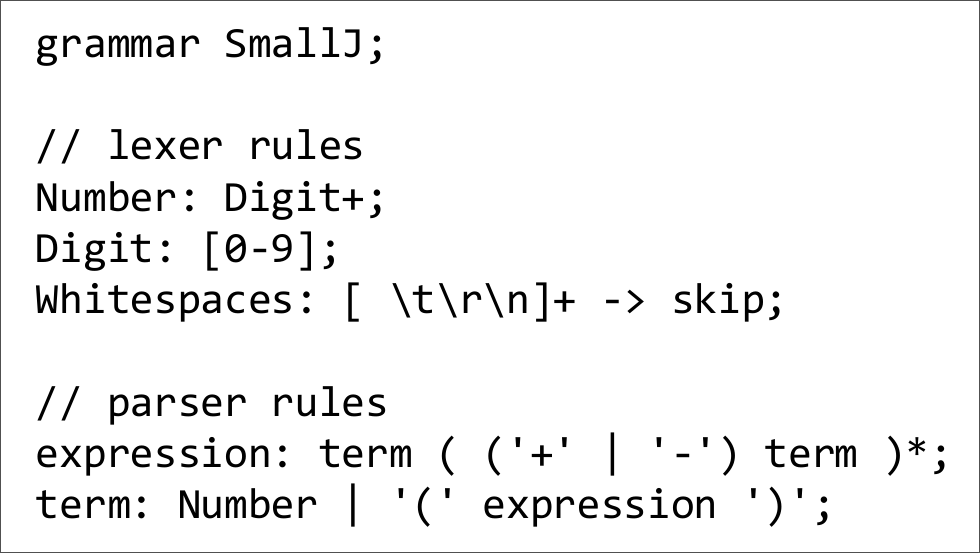 grammar SmallJ;
// lexer rules
Number: Digit+;
Digit: [0-9];
Whitespaces: [ \t\r\n]+ -> skip;
// parser rules
expression: term ( ('+' | '-') term )*;
term: Number | '(' expression ')';